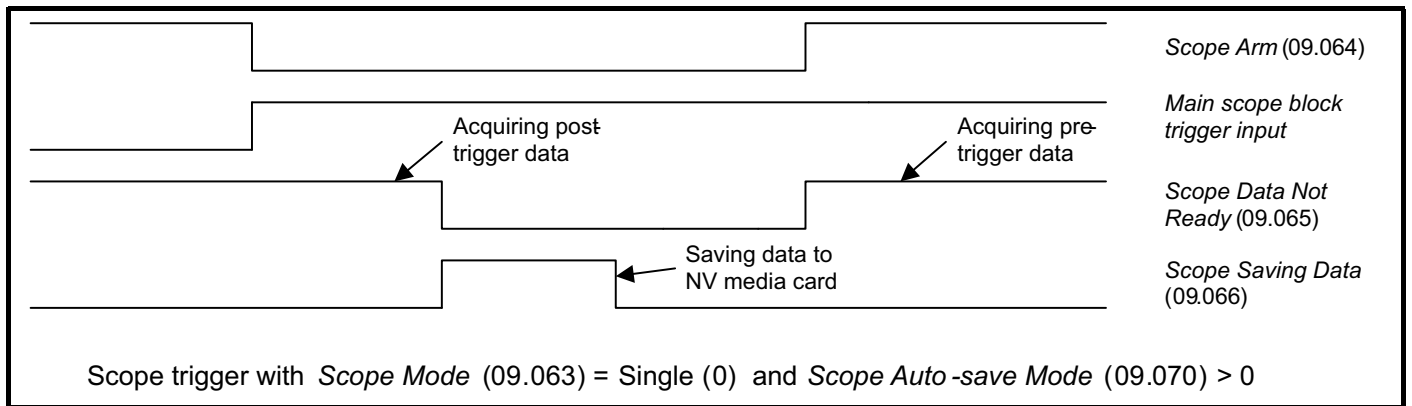 Scope Arm (09.064)
Main scope block
trigger input
Acquiring post-
trigger data
Acquiring pre-
trigger data
Scope Data Not
Ready (09.065)
Saving data to
NV media card
Scope Saving Data
(09.066)
Scope trigger with Scope Mode (09.063) = Single (0) and Scope Auto-save Mode (09.070) > 0